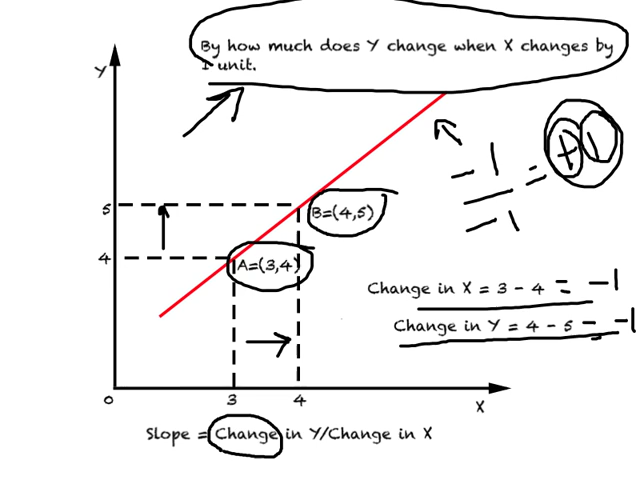 By how much does Y change when X changes by
1 unit.
Y
-1
-1
= +1
5
B=(4,5)
4
A=(3,4)
Change in X = 3 - 4 = -1
Change in Y = 4 - 5 = -1
0
3
4
X
Slope = Change in Y/Change in X